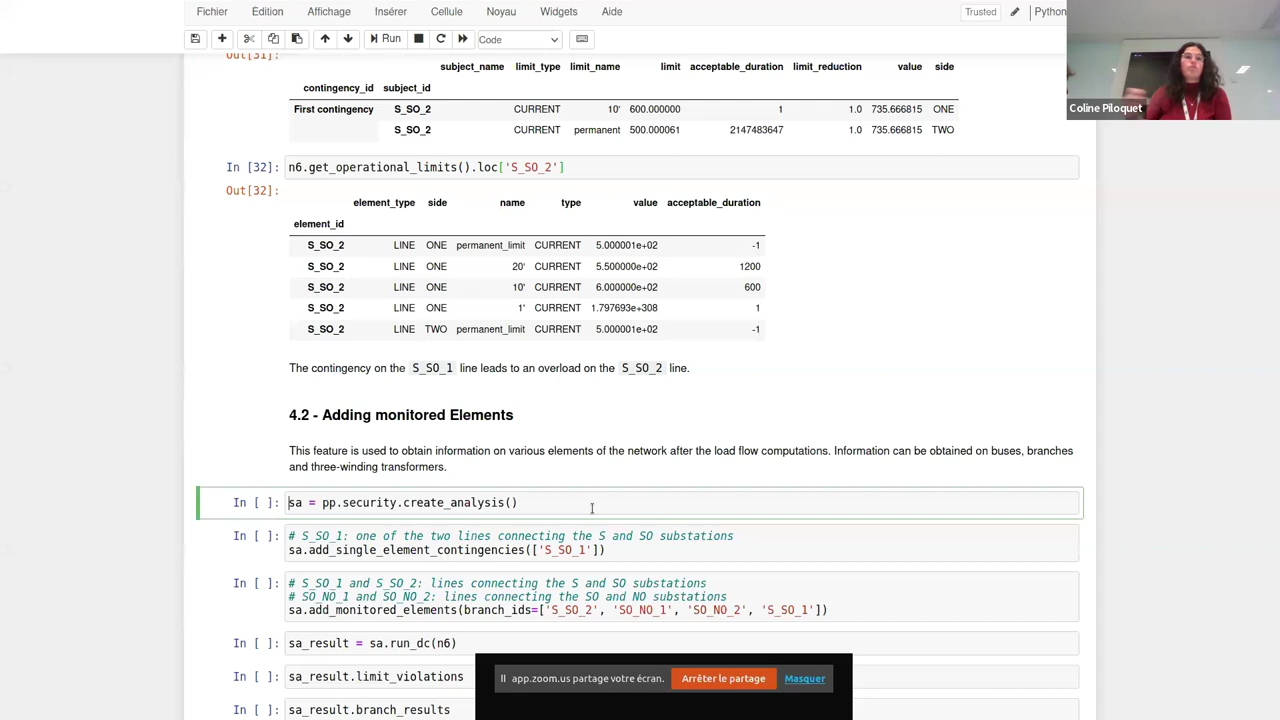 Fichier Édition Affichage Insérer Cellule Noyau Widgets Aide Trusted Python
Run Code
Coline Piloquet
Out[31]:
subject_name limit_type limit_name limit acceptable_duration limit_reduction value side
contingency_id subject_id
First contingency S_SO_2 CURRENT 10' 600.000000 1 1.0 735.666815 ONE
S_SO_2 CURRENT permanent 500.000061 2147483647 1.0 735.666815 TWO
In [32]: n6.get_operational_limits().loc['S_SO_2']
Out[32]:
element_type side name type value acceptable_duration
element_id
S_SO_2 LINE ONE permanent_limit CURRENT 5.000001e+02 -1
S_SO_2 LINE ONE 20' CURRENT 5.500000e+02 1200
S_SO_2 LINE ONE 10' CURRENT 6.000000e+02 600
S_SO_2 LINE ONE 1' CURRENT 1.797693e+308 1
S_SO_2 LINE TWO permanent_limit CURRENT 5.000001e+02 -1
The contingency on the S_SO_1 line leads to an overload on the S_SO_2 line.
4.2 - Adding monitored Elements
This feature is used to obtain information on various elements of the network after the load flow computations. Information can be obtained on buses, branches
and three-winding transformers.
In [ ]: sa = pp.security.create_analysis()
In [ ]: # S_SO_1: one of the two lines connecting the S and SO substations
sa.add_single_element_contingencies(['S_SO_1'])
In [ ]: # S_SO_1 and S_SO_2: lines connecting the S and SO substations
# SO_NO_1 and SO_NO_2: lines connecting the SO and NO substations
sa.add_monitored_elements(branch_ids=['S_SO_2', 'SO_NO_1', 'SO_NO_2', 'S_SO_1'])
In [ ]: sa_result = sa.run_dc(n6)
In [ ]: sa_result.limit_violations
app.zoom.us partage votre écran. Arrêter le partage Masquer
In [ ]: sa_result.branch_results